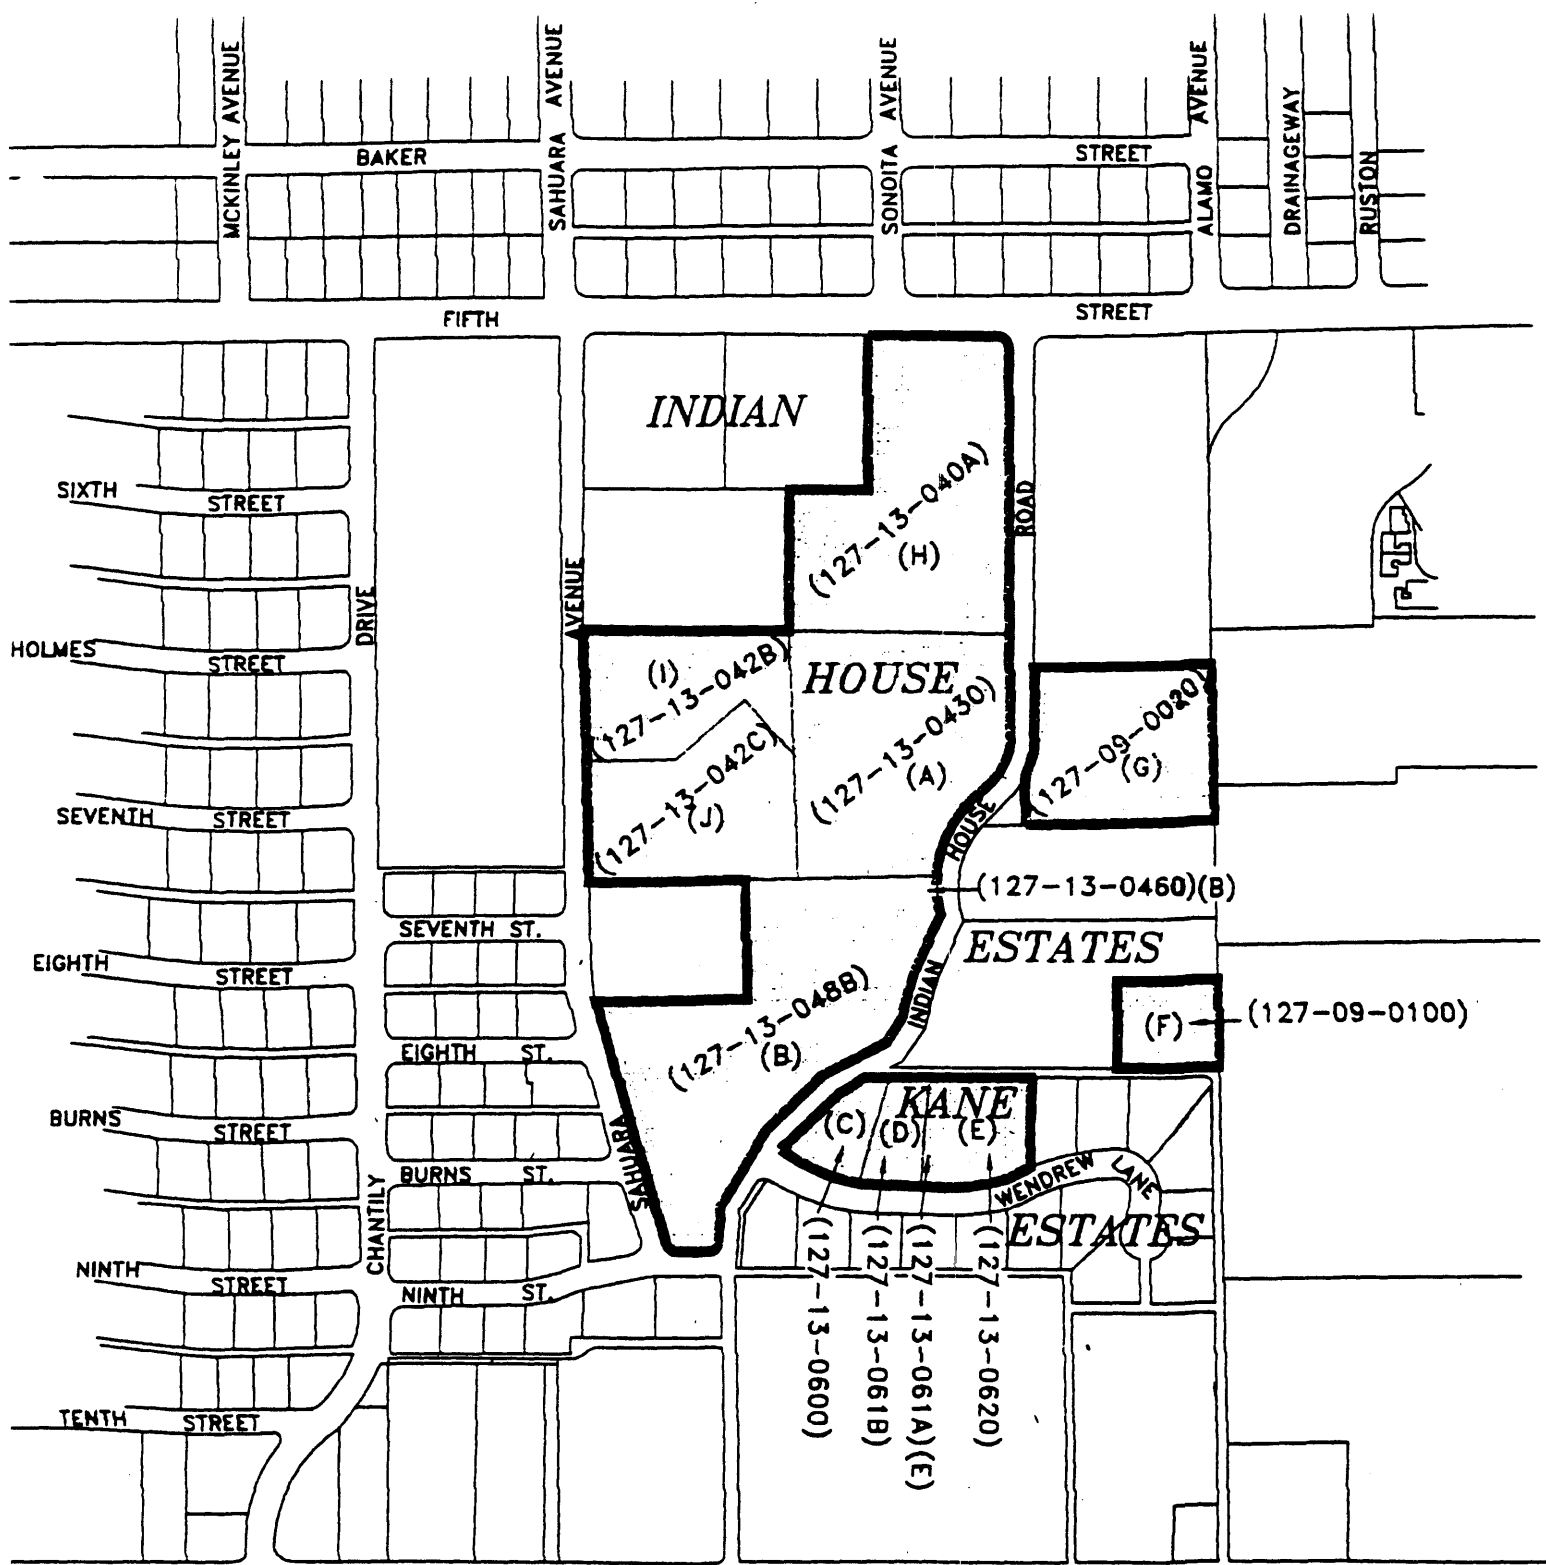 MCKINLEY AVENUE
SAHUARA AVENUE
SONOITA AVENUE
ALAMO AVENUE
DRAINAGEWAY
RUSTON
BAKER STREET
FIFTH STREET
INDIAN
SIXTH STREET
(127-13-040A)
(H)
ROAD
DRIVE
AVENUE
HOLMES STREET
(I)
(127-13-042B)
HOUSE
(127-13-0430)
(A)
(127-13-042C)
(J)
(127-09-0020)
(G)
HOUSE
SEVENTH STREET
(127-13-0460)(B)
SEVENTH ST.
ESTATES
EIGHTH STREET
INDIAN
(127-13-048B)
(B)
(F)
(127-09-0100)
EIGHTH ST.
KANE
(C)
(D)
(E)
BURNS STREET
SAHUARA
BURNS ST.
WENDREW LANE
ESTATES
CHANTILY
(127-13-0600)
(127-13-061B)
(127-13-061A)(E)
(127-13-0620)
NINTH STREET
NINTH ST.
TENTH STREET